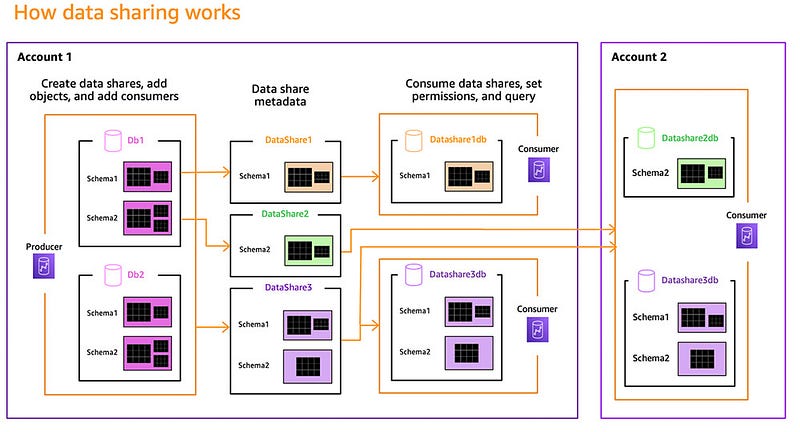 How data sharing works
Account 1
Create data shares, add
objects, and add consumers
Data share
metadata
Consume data shares, set
permissions, and query
Producer
Db1
Schema1
Schema2
Db2
Schema1
Schema2
DataShare1
Schema1
DataShare2
Schema2
DataShare3
Schema1
Schema2
Datashare1db
Schema1
Consumer
Datashare3db
Schema1
Schema2
Consumer
Account 2
Datashare2db
Schema2
Consumer
Datashare3db
Schema1
Schema2